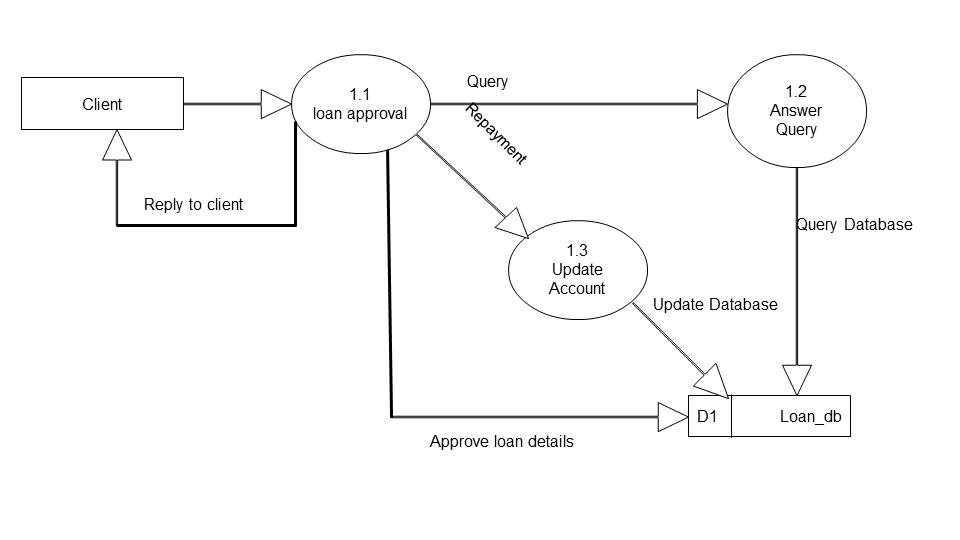 Client
1.1
loan approval
Query
Repayment
1.2
Answer
Query
Reply to client
Query Database
1.3
Update
Account
Update Database
D1
Loan_db
Approve loan details